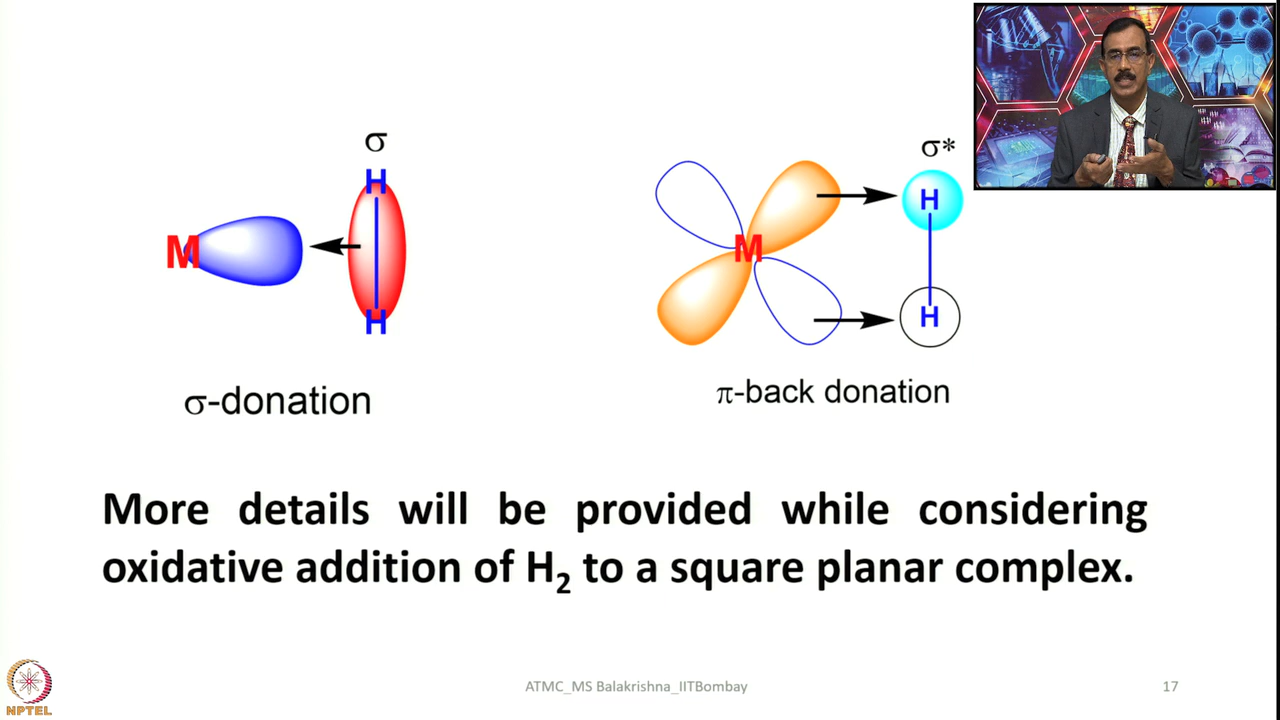 σ
H
M
H
σ-donation
σ*
H
M
H
π-back donation
More details will be provided while considering
oxidative addition of H₂ to a square planar complex.
NPTEL
ATMC_MS Balakrishna_IITBombay
17